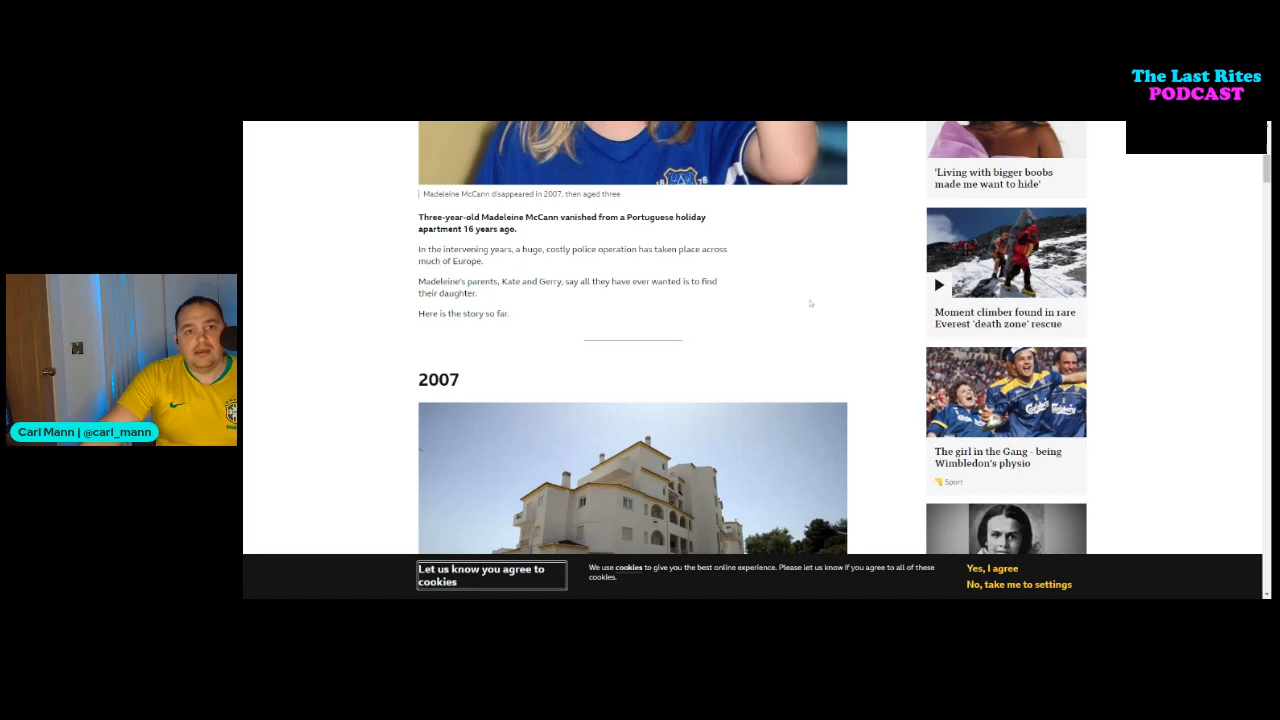 The Last Rites
PODCAST
Madeleine McCann disappeared in 2007, then aged three
Three-year-old Madeleine McCann vanished from a Portuguese holiday
apartment 16 years ago.
In the intervening years, a huge, costly police operation has taken place across
much of Europe.
Madeleine's parents, Kate and Gerry, say all they have ever wanted is to find
their daughter.
Here is the story so far.
2007
'Living with bigger boobs
made me want to hide'
Moment climber found in rare
Everest 'death zone' rescue
The girl in the Gang - being
Wimbledon's physio
Sport
Carl Mann | @carl_mann
Let us know you agree to
cookies
We use cookies to give you the best online experience. Please let us know if you agree to all of these
cookies.
Yes, I agree
No, take me to settings